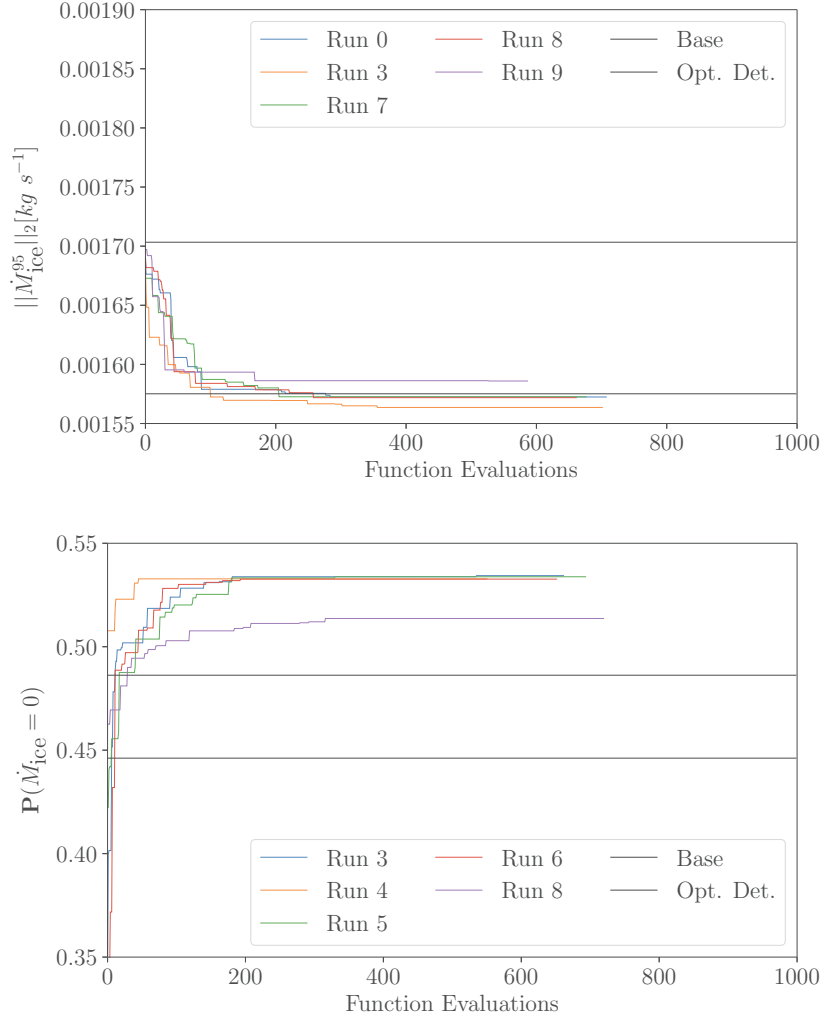 0.00190
0.00185
0.00180
0.00175
0.00170
0.00165
0.00160
0.00155
||Ṁ^95_ice||_2[kg s^−1]
Run 0
Run 3
Run 7
Run 8
Run 9
Base
Opt. Det.
0
200
400
600
800
1000
Function Evaluations
0.55
0.50
0.45
0.40
0.35
P(Ṁ_ice = 0)
Run 3
Run 4
Run 5
Run 6
Run 8
Base
Opt. Det.
0
200
400
600
800
1000
Function Evaluations